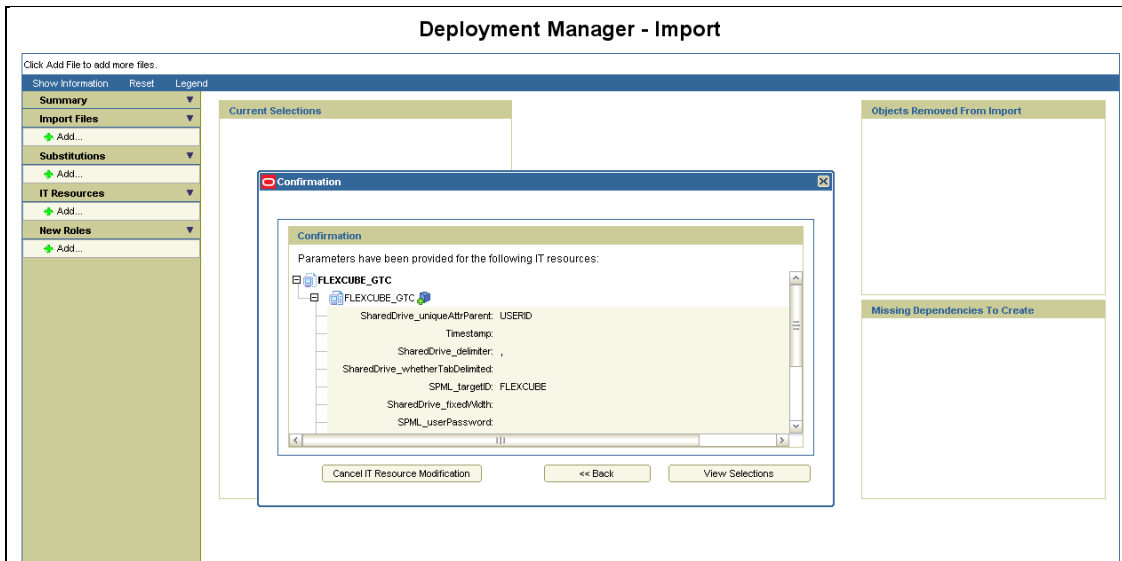 Deployment Manager - Import
Click Add File to add more files.
Show Information Reset Legend
Summary
Import Files
Add...
Substitutions
Add...
IT Resources
Add...
New Roles
Add...
Current Selections
Objects Removed From Import
Missing Dependencies To Create
Confirmation
Confirmation
Parameters have been provided for the following IT resources:
FLEXCUBE_GTC
FLEXCUBE_GTC
SharedDrive_uniqueAttrParent: USERID
Timestamp:
SharedDrive_delimiter: ,
SharedDrive_whetherTabDelimited:
SPML_targetID: FLEXCUBE
SharedDrive_fixedWidth:
SPML_userPassword:
Cancel IT Resource Modification << Back View Selections